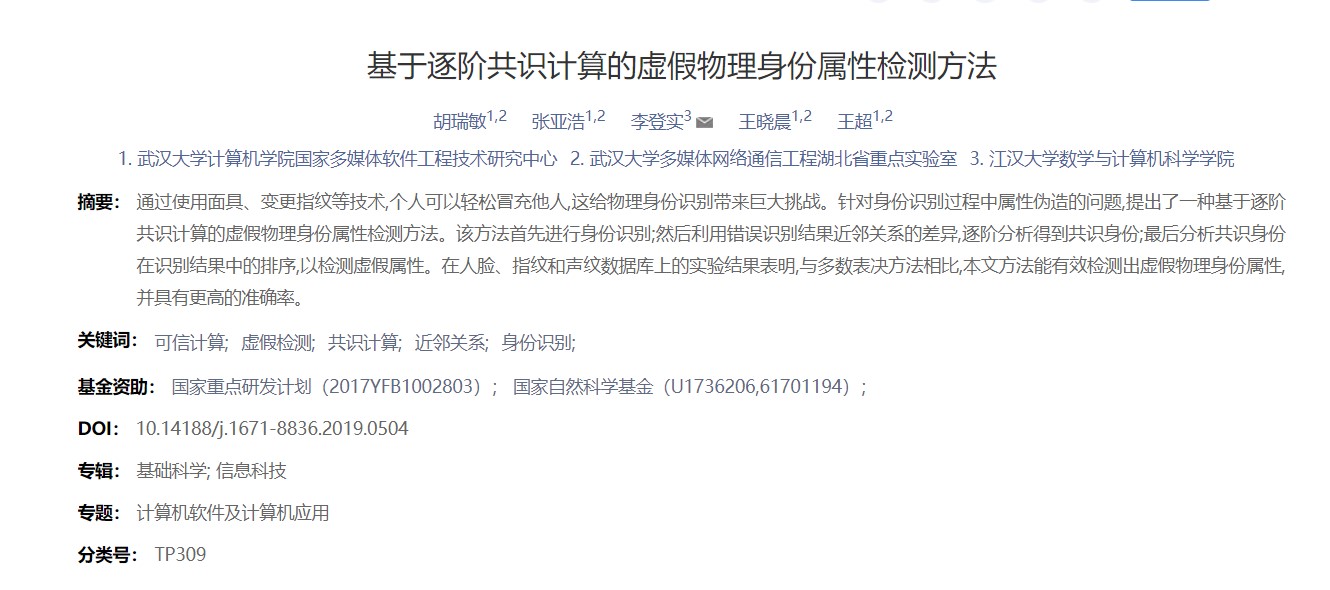 基于逐阶共识计算的虚假物理身份属性检测方法
胡瑞敏1,2 张亚浩1,2 李登实3 王晓晨1,2 王超1,2
1. 武汉大学计算机学院国家多媒体软件工程技术研究中心 2. 武汉大学多媒体网络通信工程湖北省重点实验室 3. 江汉大学数学与计算机科学学院
摘要： 通过使用面具、变更指纹等技术,个人可以轻松冒充他人,这给物理身份识别带来巨大挑战。针对身份识别过程中属性伪造的问题,提出了一种基于逐阶
共识计算的虚假物理身份属性检测方法。该方法首先进行身份识别;然后利用错误识别结果近邻关系的差异,逐阶分析得到共识身份;最后分析共识身份
在识别结果中的排序,以检测虚假属性。在人脸、指纹和声纹数据库上的实验结果表明,与多数表决方法相比,本文方法能有效检测出虚假物理身份属性,
并具有更高的准确率。
关键词： 可信计算; 虚假检测; 共识计算; 近邻关系; 身份识别;
基金资助： 国家重点研发计划（2017YFB1002803）； 国家自然科学基金（U1736206,61701194）；
DOI： 10.14188/j.1671-8836.2019.0504
专辑： 基础科学; 信息科技
专题： 计算机软件及计算机应用
分类号： TP309